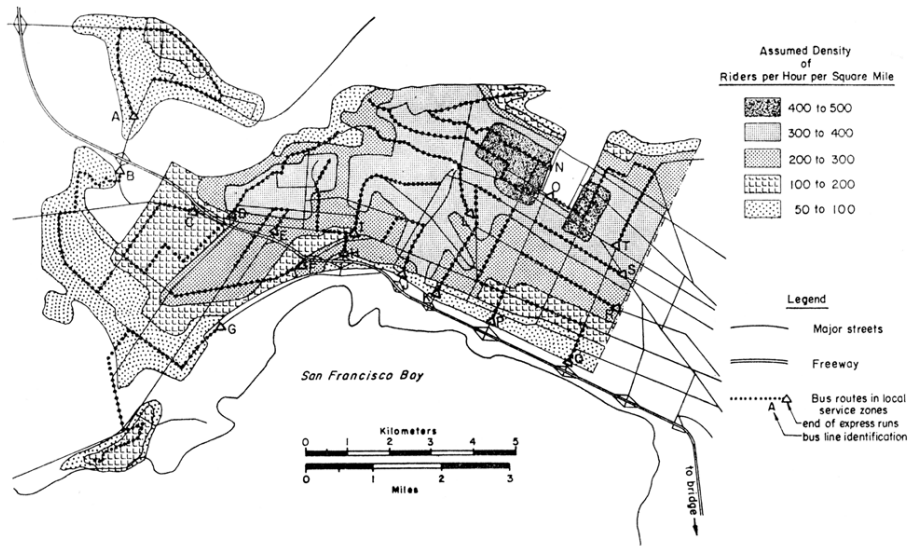 Assumed Density
of
Riders per Hour per Square Mile
400 to 500
300 to 400
200 to 300
100 to 200
50 to 100
Legend
Major streets
Freeway
Bus routes in local
service zones
A
end of express runs
bus line identification
A
B
C
D
E
F
G
H
I
N
O
P
Q
R
S
T
San Francisco Bay
Kilometers
0 1 2 3 4 5
0 1 2 3
Miles
to bridge